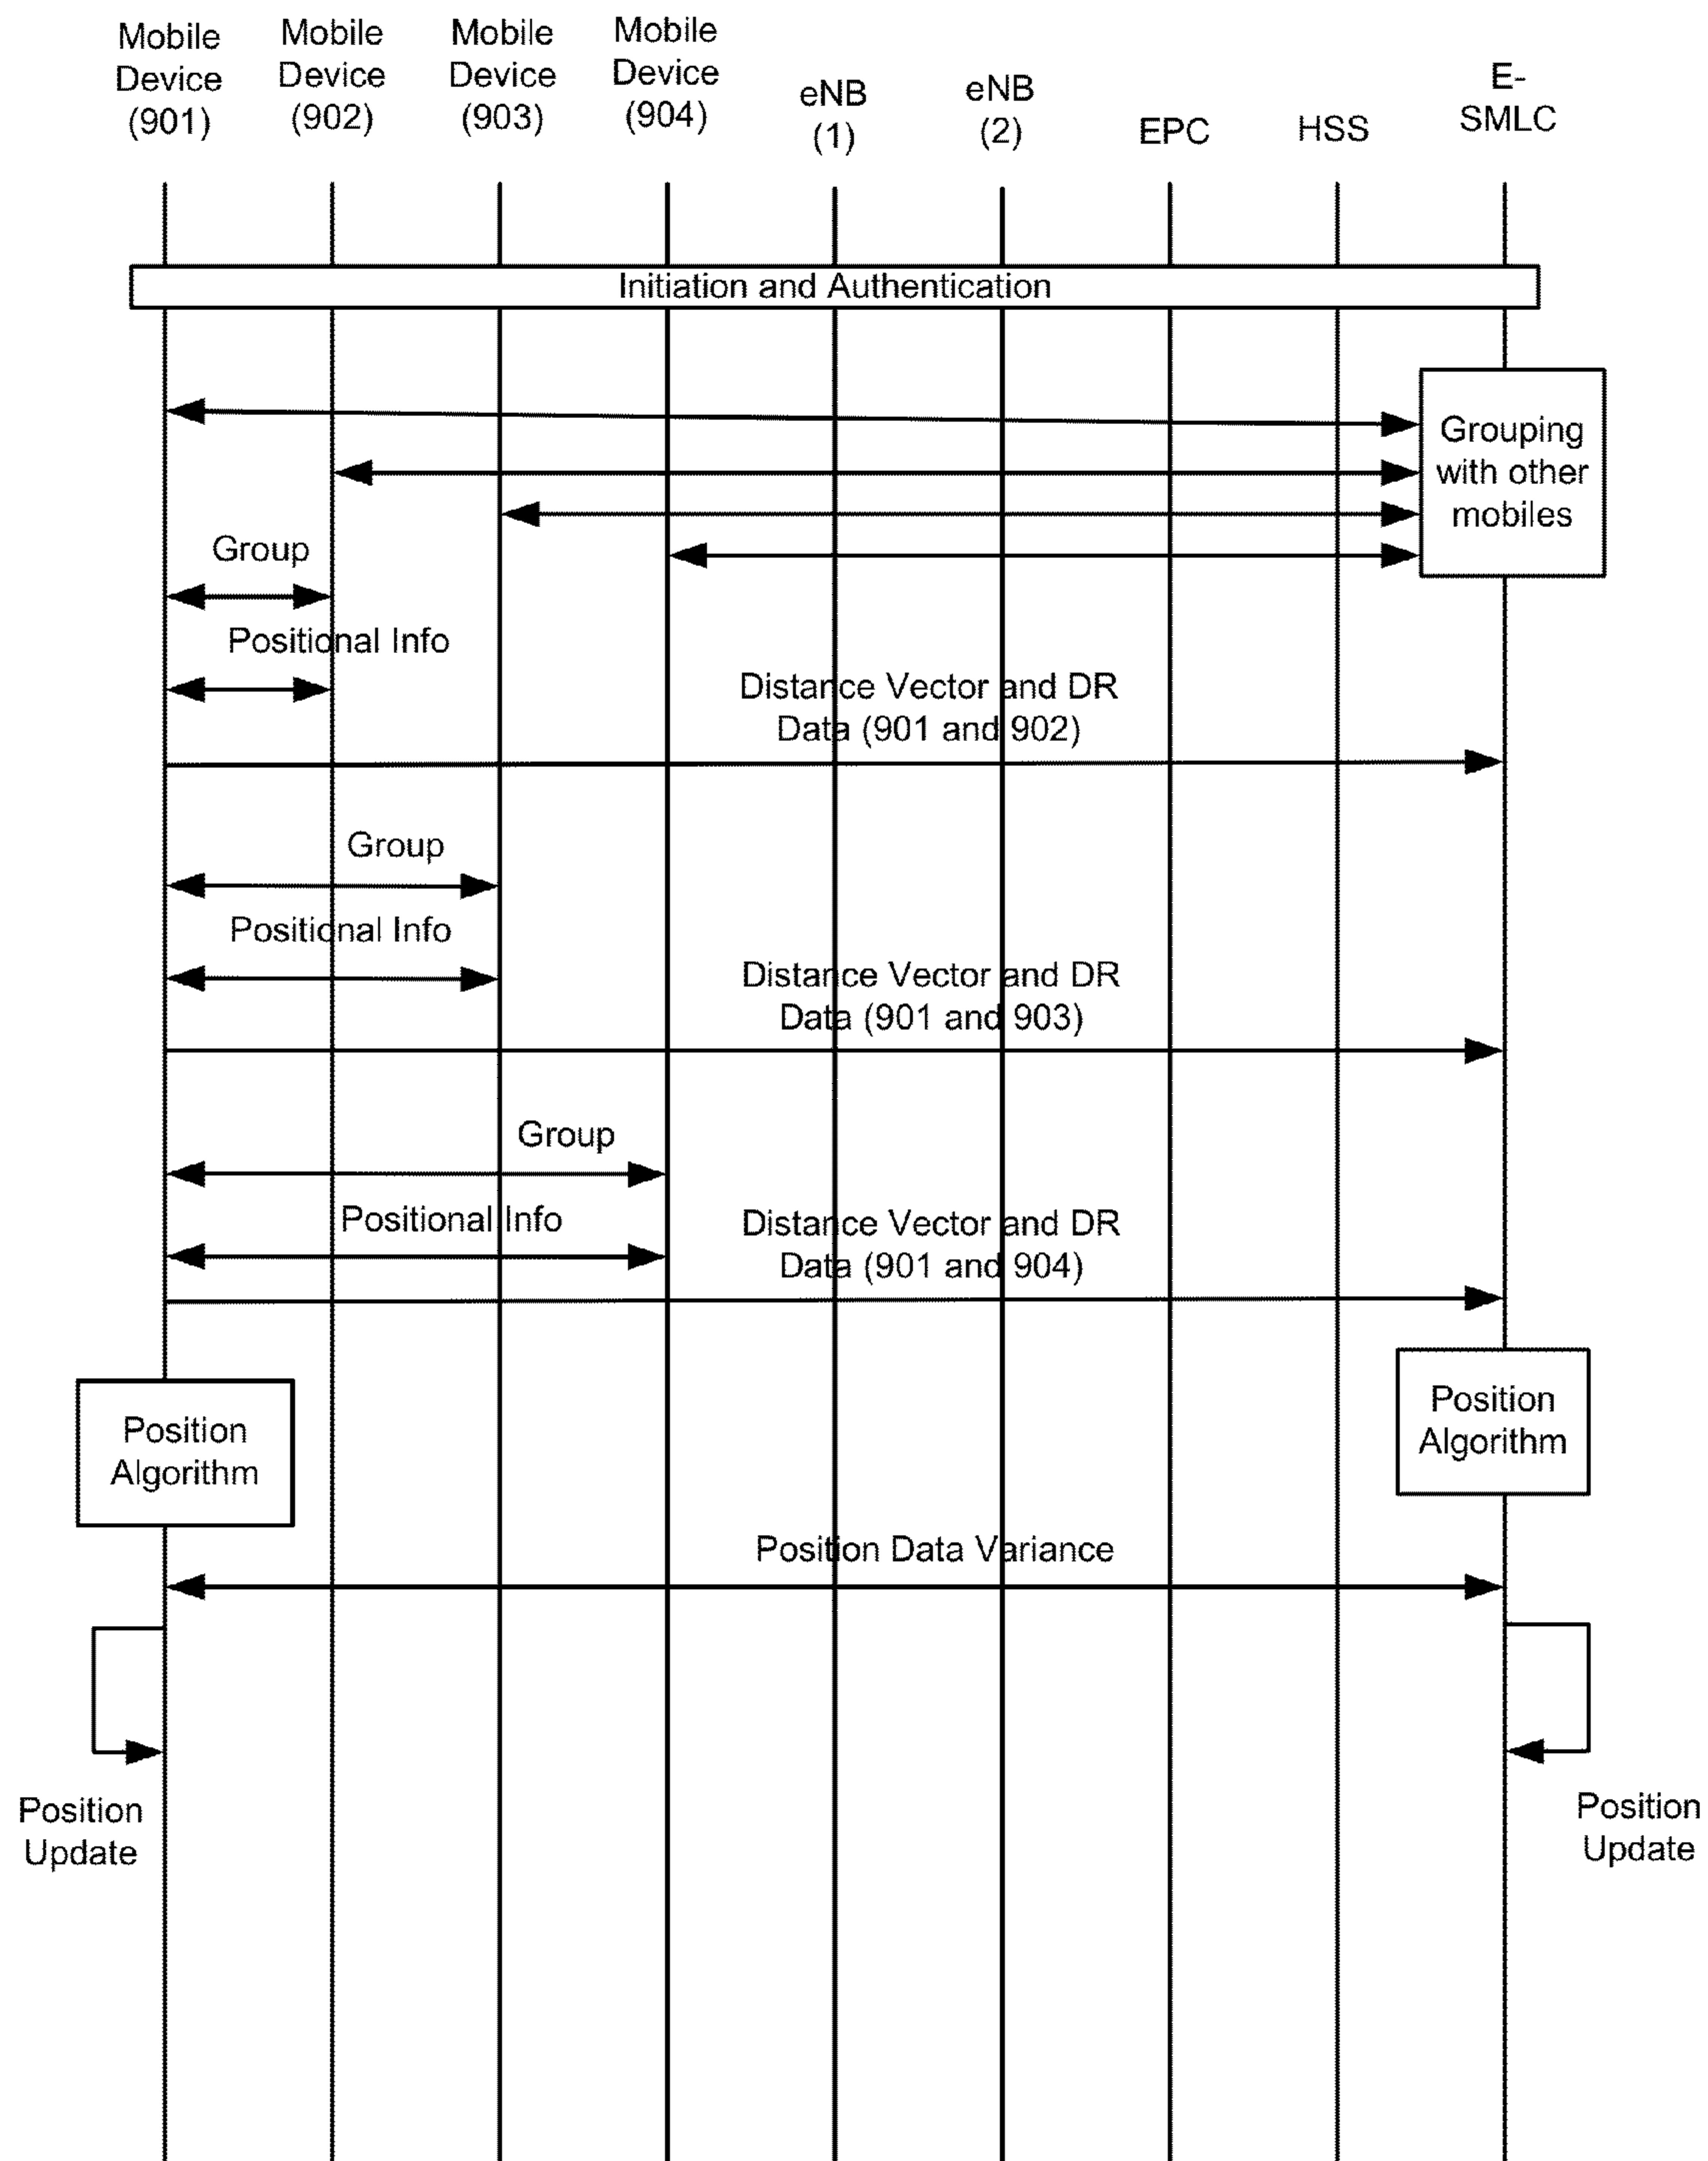 Mobile
Device
(901)
Mobile
Device
(902)
Mobile
Device
(903)
Mobile
Device
(904)
eNB
(1)
eNB
(2)
EPC
HSS
E-
SMLC
Initiation and Authentication
Grouping
with other
mobiles
Group
Positional Info
Distance Vector and DR
Data (901 and 902)
Group
Positional Info
Distance Vector and DR
Data (901 and 903)
Group
Positional Info
Distance Vector and DR
Data (901 and 904)
Position
Algorithm
Position
Algorithm
Position Data Variance
Position
Update
Position
Update